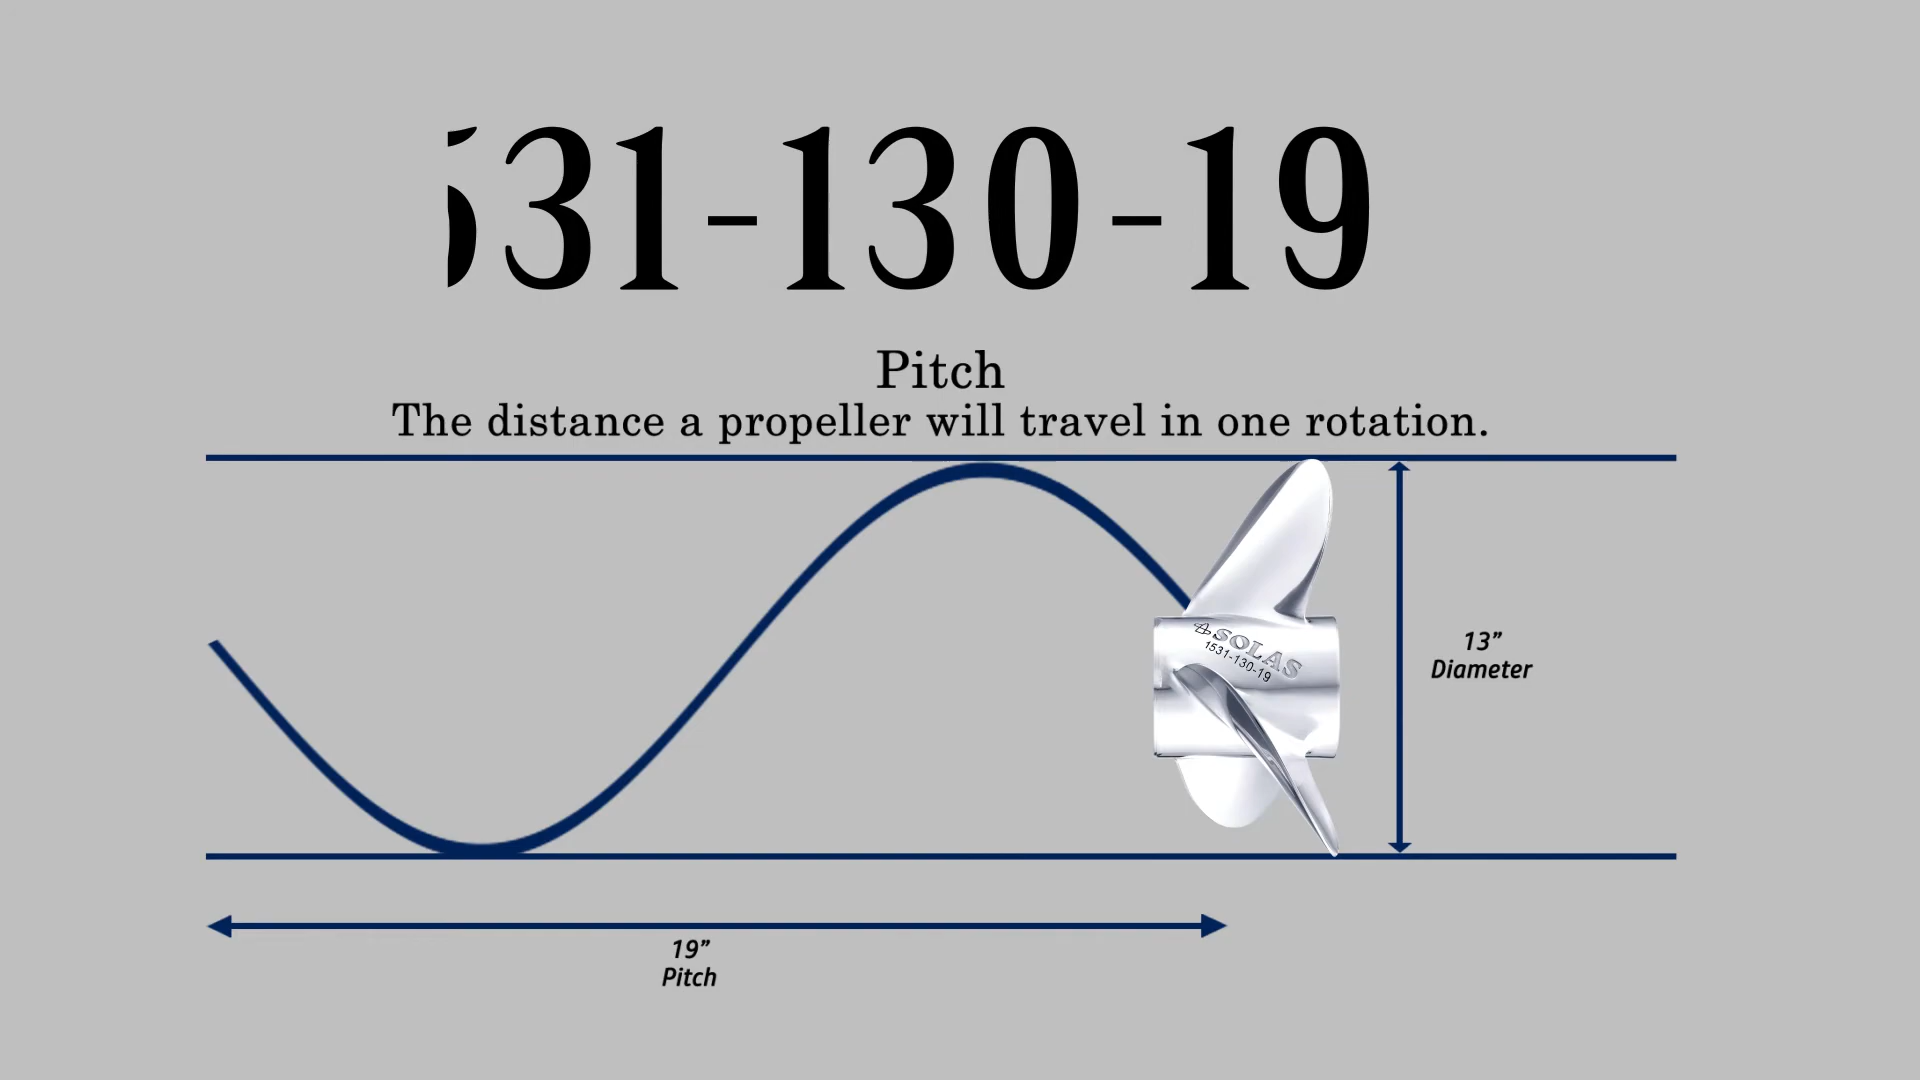 531-130-19
Pitch
The distance a propeller will travel in one rotation.
SOLAS
1531-130-19
13”
Diameter
19”
Pitch